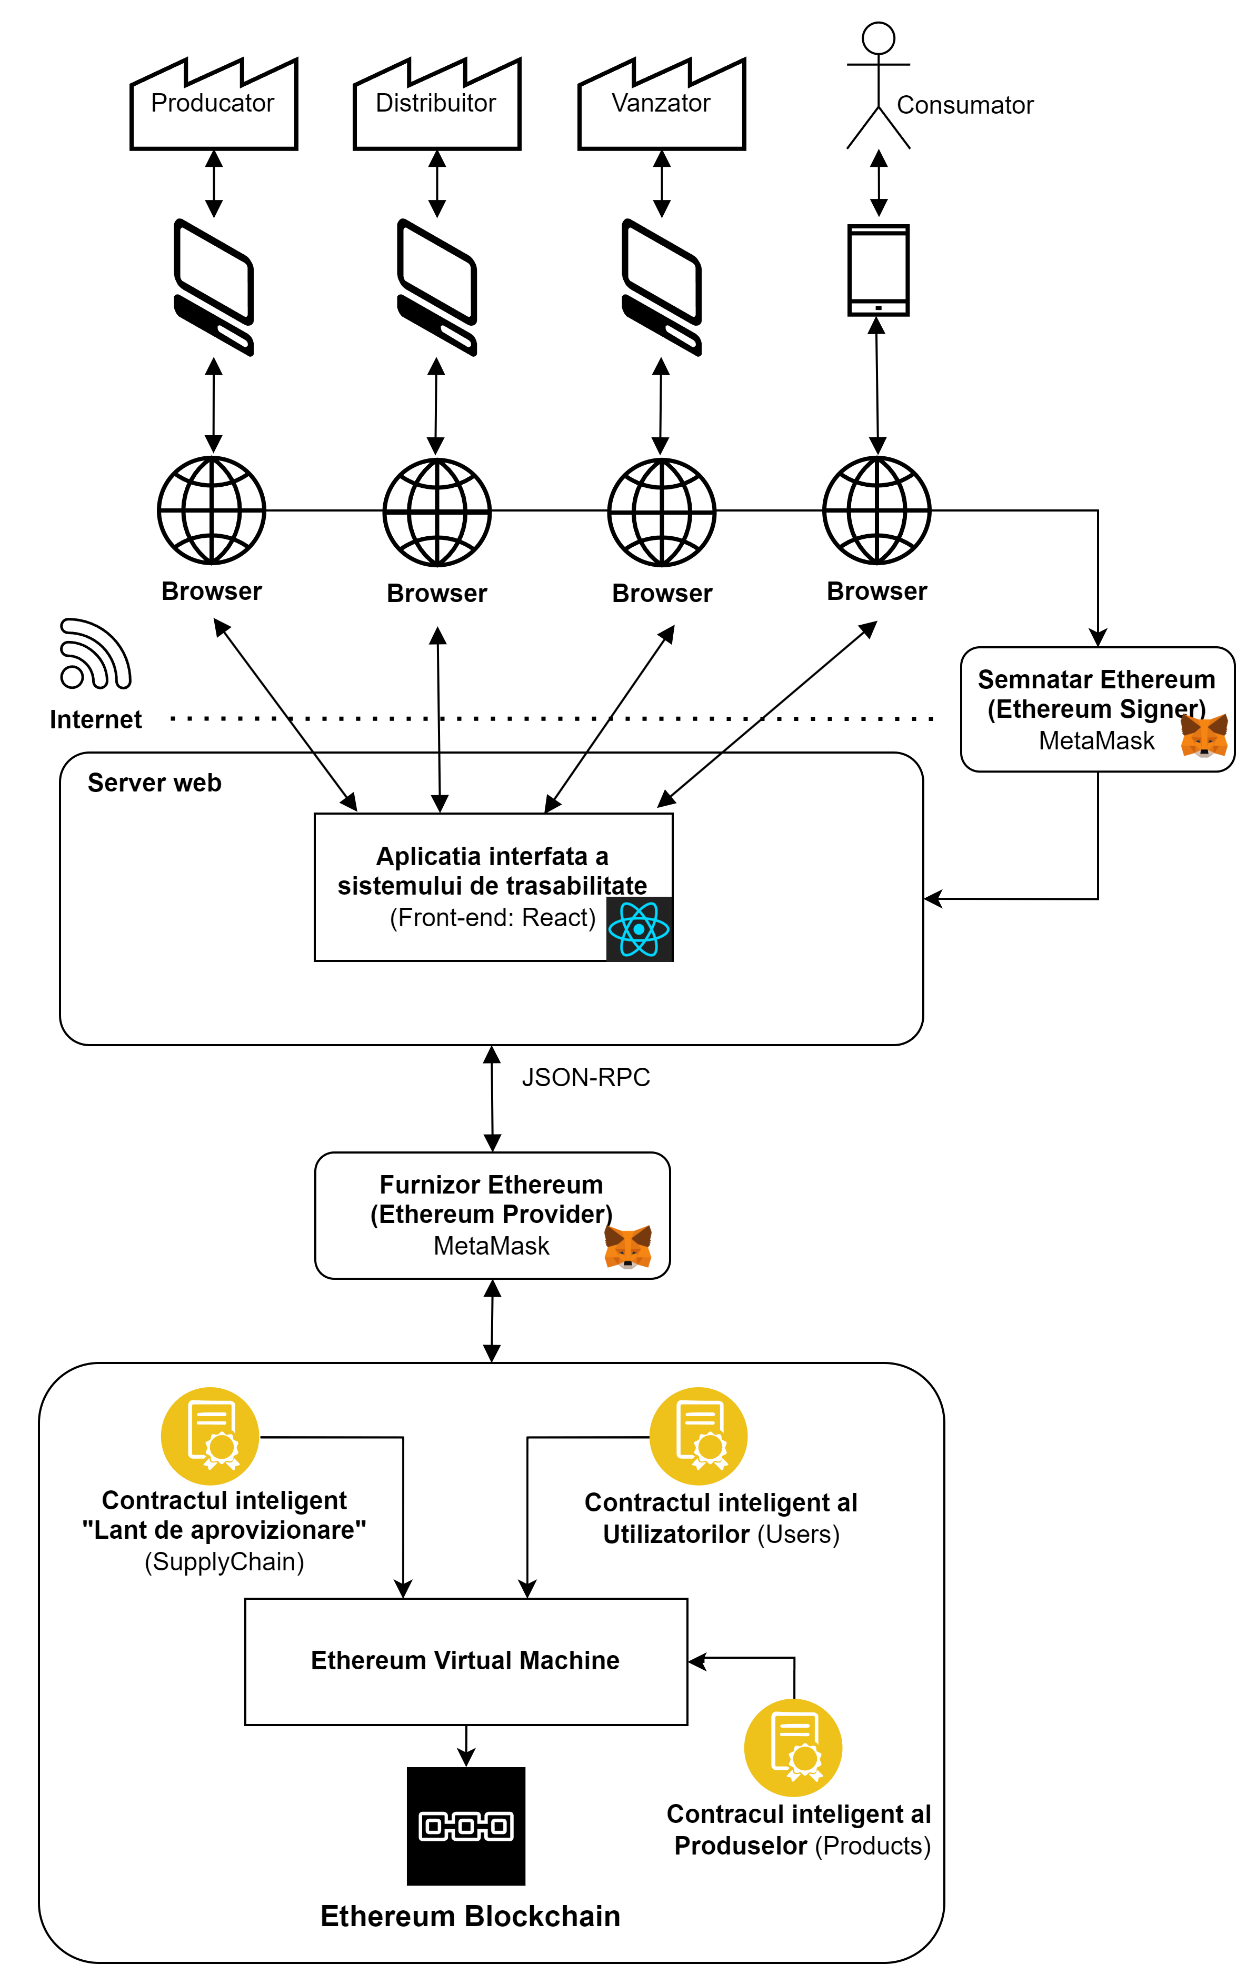 Producator
Distribuitor
Vanzator
Consumator
Browser
Browser
Browser
Browser
Internet
Semnatar Ethereum
(Ethereum Signer)
MetaMask
Server web
Aplicatia interfata a
sistemului de trasabilitate
(Front-end: React)
JSON-RPC
Furnizor Ethereum
(Ethereum Provider)
MetaMask
Contractul inteligent
"Lant de aprovizionare"
(SupplyChain)
Contractul inteligent al
Utilizatorilor (Users)
Ethereum Virtual Machine
Contracul inteligent al
Produselor (Products)
Ethereum Blockchain